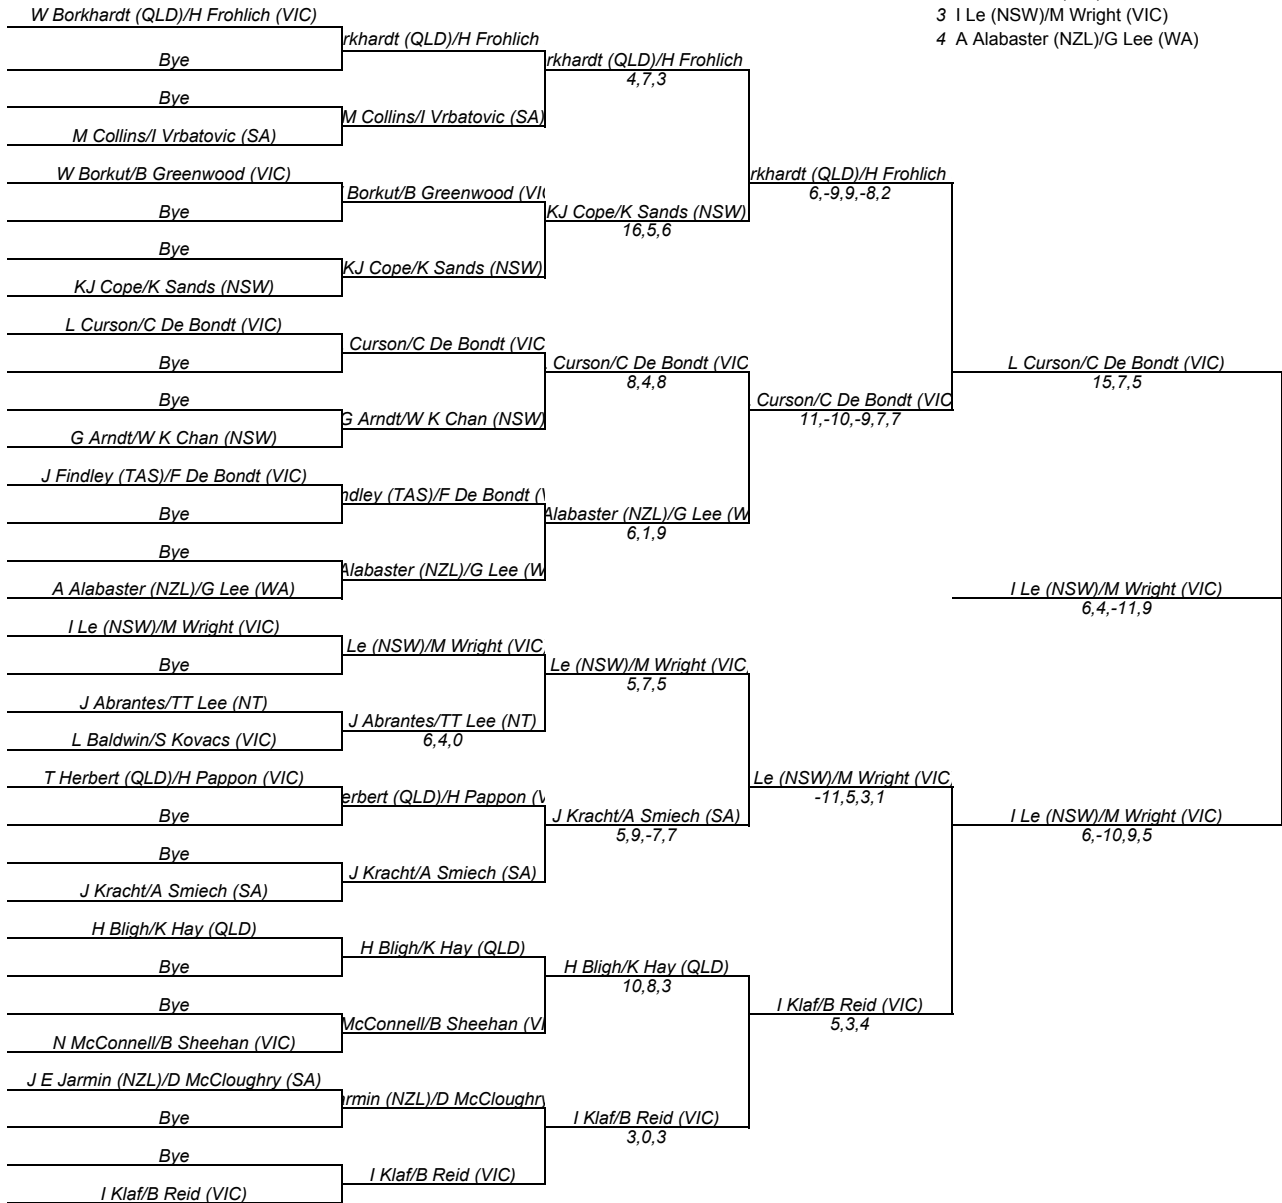 3 I Le (NSW)/M Wright (VIC)
4 A Alabaster (NZL)/G Lee (WA)
W Borkhardt (QLD)/H Frohlich (VIC)
Bye
Bye
M Collins/I Vrbatovic (SA)
W Borkut/B Greenwood (VIC)
Bye
Bye
KJ Cope/K Sands (NSW)
L Curson/C De Bondt (VIC)
Bye
Bye
G Arndt/W K Chan (NSW)
J Findley (TAS)/F De Bondt (VIC)
Bye
Bye
A Alabaster (NZL)/G Lee (WA)
I Le (NSW)/M Wright (VIC)
Bye
J Abrantes/TT Lee (NT)
L Baldwin/S Kovacs (VIC)
T Herbert (QLD)/H Pappon (VIC)
Bye
Bye
J Kracht/A Smiech (SA)
H Bligh/K Hay (QLD)
Bye
Bye
N McConnell/B Sheehan (VIC)
J E Jarmin (NZL)/D McCloughry (SA)
Bye
Bye
I Klaf/B Reid (VIC)
rkhardt (QLD)/H Frohlich
M Collins/I Vrbatovic (SA)
Borkut/B Greenwood (VIC
KJ Cope/K Sands (NSW)
Curson/C De Bondt (VIC
G Arndt/W K Chan (NSW)
ndley (TAS)/F De Bondt (V
Alabaster (NZL)/G Lee (W
Le (NSW)/M Wright (VIC
J Abrantes/TT Lee (NT)
6,4,0
erbert (QLD)/H Pappon (V
J Kracht/A Smiech (SA)
H Bligh/K Hay (QLD)
McConnell/B Sheehan (VI
armin (NZL)/D McCloughry
I Klaf/B Reid (VIC)
rkhardt (QLD)/H Frohlich
4,7,3
KJ Cope/K Sands (NSW)
16,5,6
Curson/C De Bondt (VIC
8,4,8
Alabaster (NZL)/G Lee (W
6,1,9
Le (NSW)/M Wright (VIC
5,7,5
J Kracht/A Smiech (SA)
5,9,-7,7
H Bligh/K Hay (QLD)
10,8,3
I Klaf/B Reid (VIC)
3,0,3
rkhardt (QLD)/H Frohlich
6,-9,9,-8,2
Curson/C De Bondt (VIC
11,-10,-9,7,7
Le (NSW)/M Wright (VIC
-11,5,3,1
I Klaf/B Reid (VIC)
5,3,4
L Curson/C De Bondt (VIC)
15,7,5
I Le (NSW)/M Wright (VIC)
6,4,-11,9
I Le (NSW)/M Wright (VIC)
6,-10,9,5